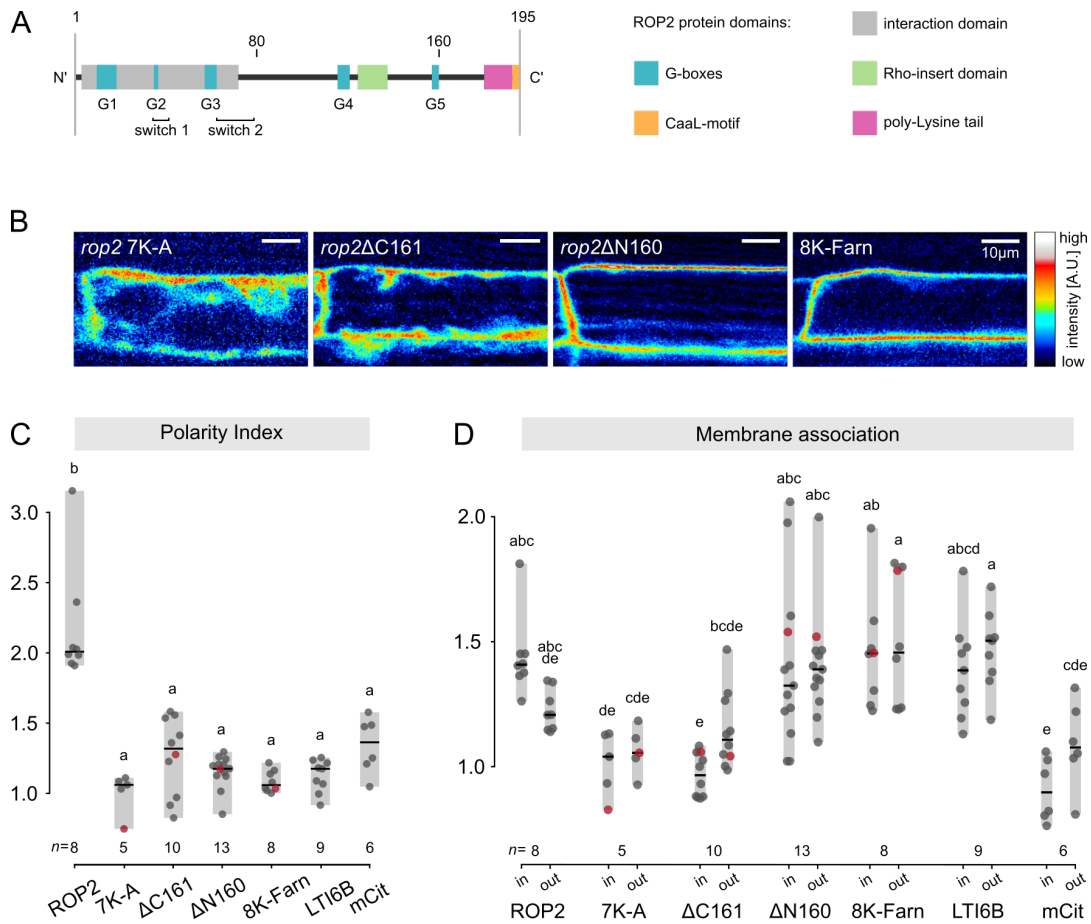 A
1
195
80
160
N'
C'
G1
G2
G3
G4
G5
switch 1
switch 2
ROP2 protein domains:
interaction domain
G-boxes
Rho-insert domain
CaaL-motif
poly-Lysine tail
B
rop2 7K-A
rop2ΔC161
rop2ΔN160
8K-Farn
10μm
high
intensity [A.U.]
low
C
Polarity Index
b
a
a
a
a
a
a
3.0
2.5
2.0
1.5
1.0
n=8
5
10
13
8
9
6
ROP2
7K-A
ΔC161
ΔN160
8K-Farn
LTI6B
mCit
D
Membrane association
abc
abc
de
de
cde
e
bcde
abc
abc
ab
a
abcd
a
e
cde
2.0
1.5
1.0
n= 8
5
10
13
8
9
6
in out in out in out in out in out in out in out
ROP2 7K-A ΔC161 ΔN160 8K-Farn LTI6B mCit